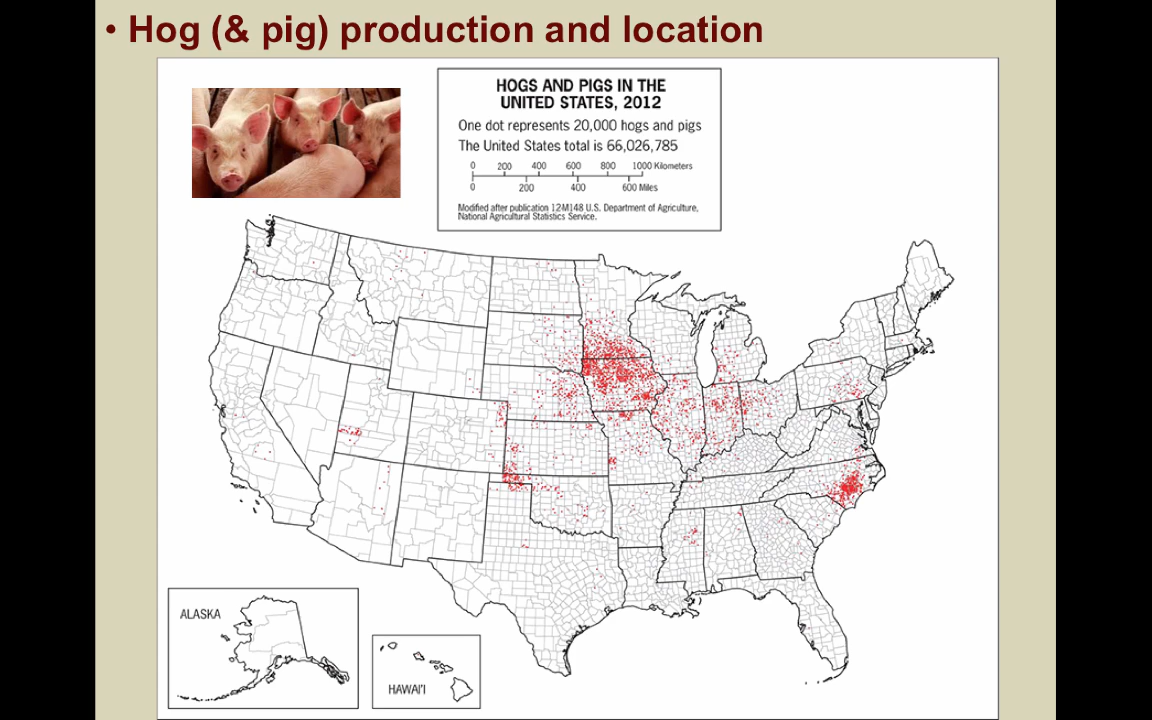 • Hog (& pig) production and location
HOGS AND PIGS IN THE
UNITED STATES, 2012
One dot represents 20,000 hogs and pigs
The United States total is 66,026,785
0 200 400 600 800 1000 Kilometers
0 200 400 600 Miles
Modified after publication 12-M148 U.S. Department of Agriculture,
National Agricultural Statistics Service.
ALASKA
HAWAI'I